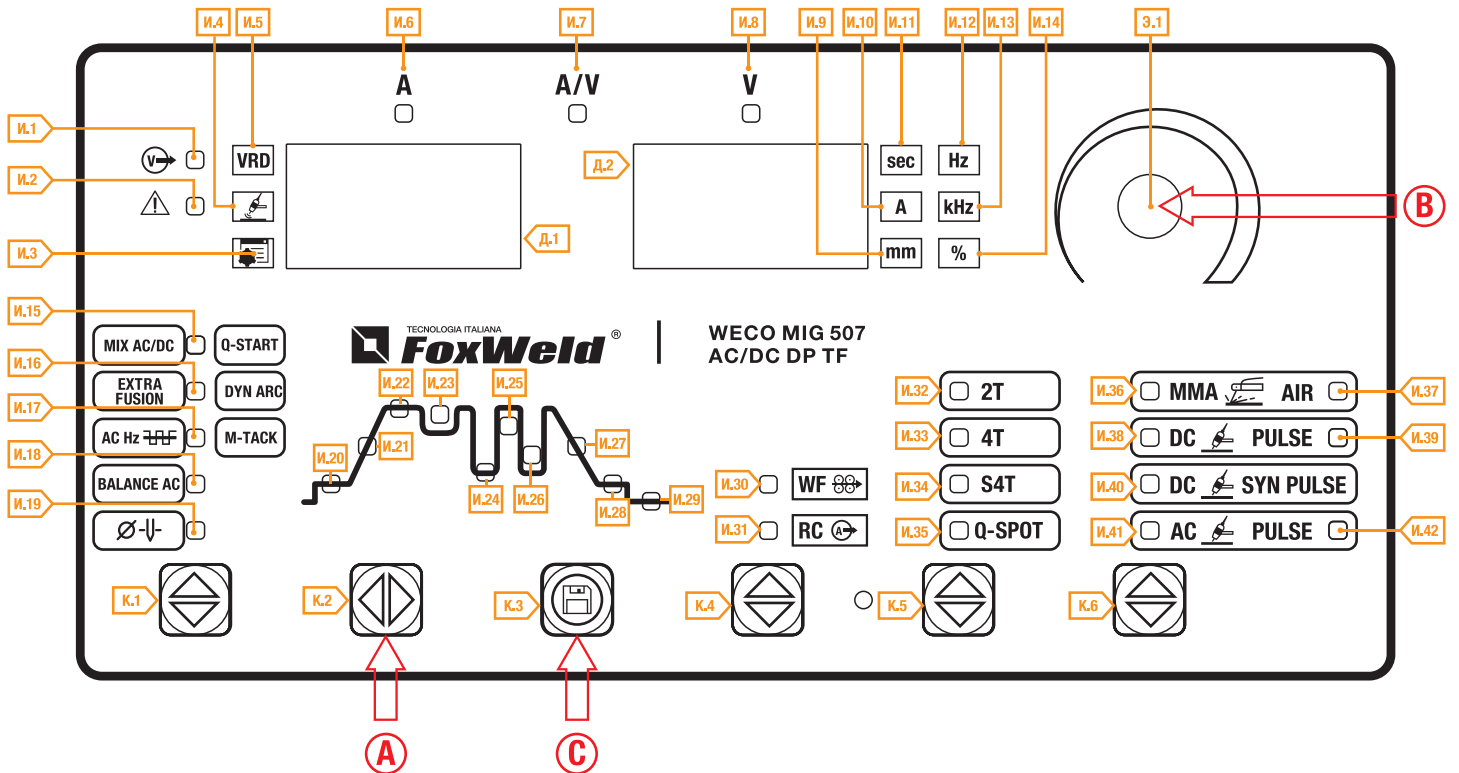 И.4 И.5 И.6 И.7 И.8 И.9 И.10 И.11 И.12 И.13 И.14 Э.1
A A/V V
И.1 V VRD Д.2 sec Hz
И.2 A kHz B
И.3 Д.1 mm %
И.15 MIX AC/DC Q-START
TECNOLOGIA ITALIANA
FoxWeld ®
WECO MIG 507
AC/DC DP TF
И.16 EXTRA
FUSION DYN ARC
И.17 AC Hz M-TACK
И.18 BALANCE AC
И.19 Ø
И.22 И.23 И.25
И.20 И.21 И.27
И.24 И.26 И.28 И.29
И.30 WF
И.31 RC A
И.32 2T
И.33 4T
И.34 S4T
И.35 Q-SPOT
И.36 MMA AIR И.37
И.38 DC PULSE И.39
И.40 DC SYN PULSE
И.41 AC PULSE И.42
К.1 К.2 К.3 К.4 К.5 К.6
A C